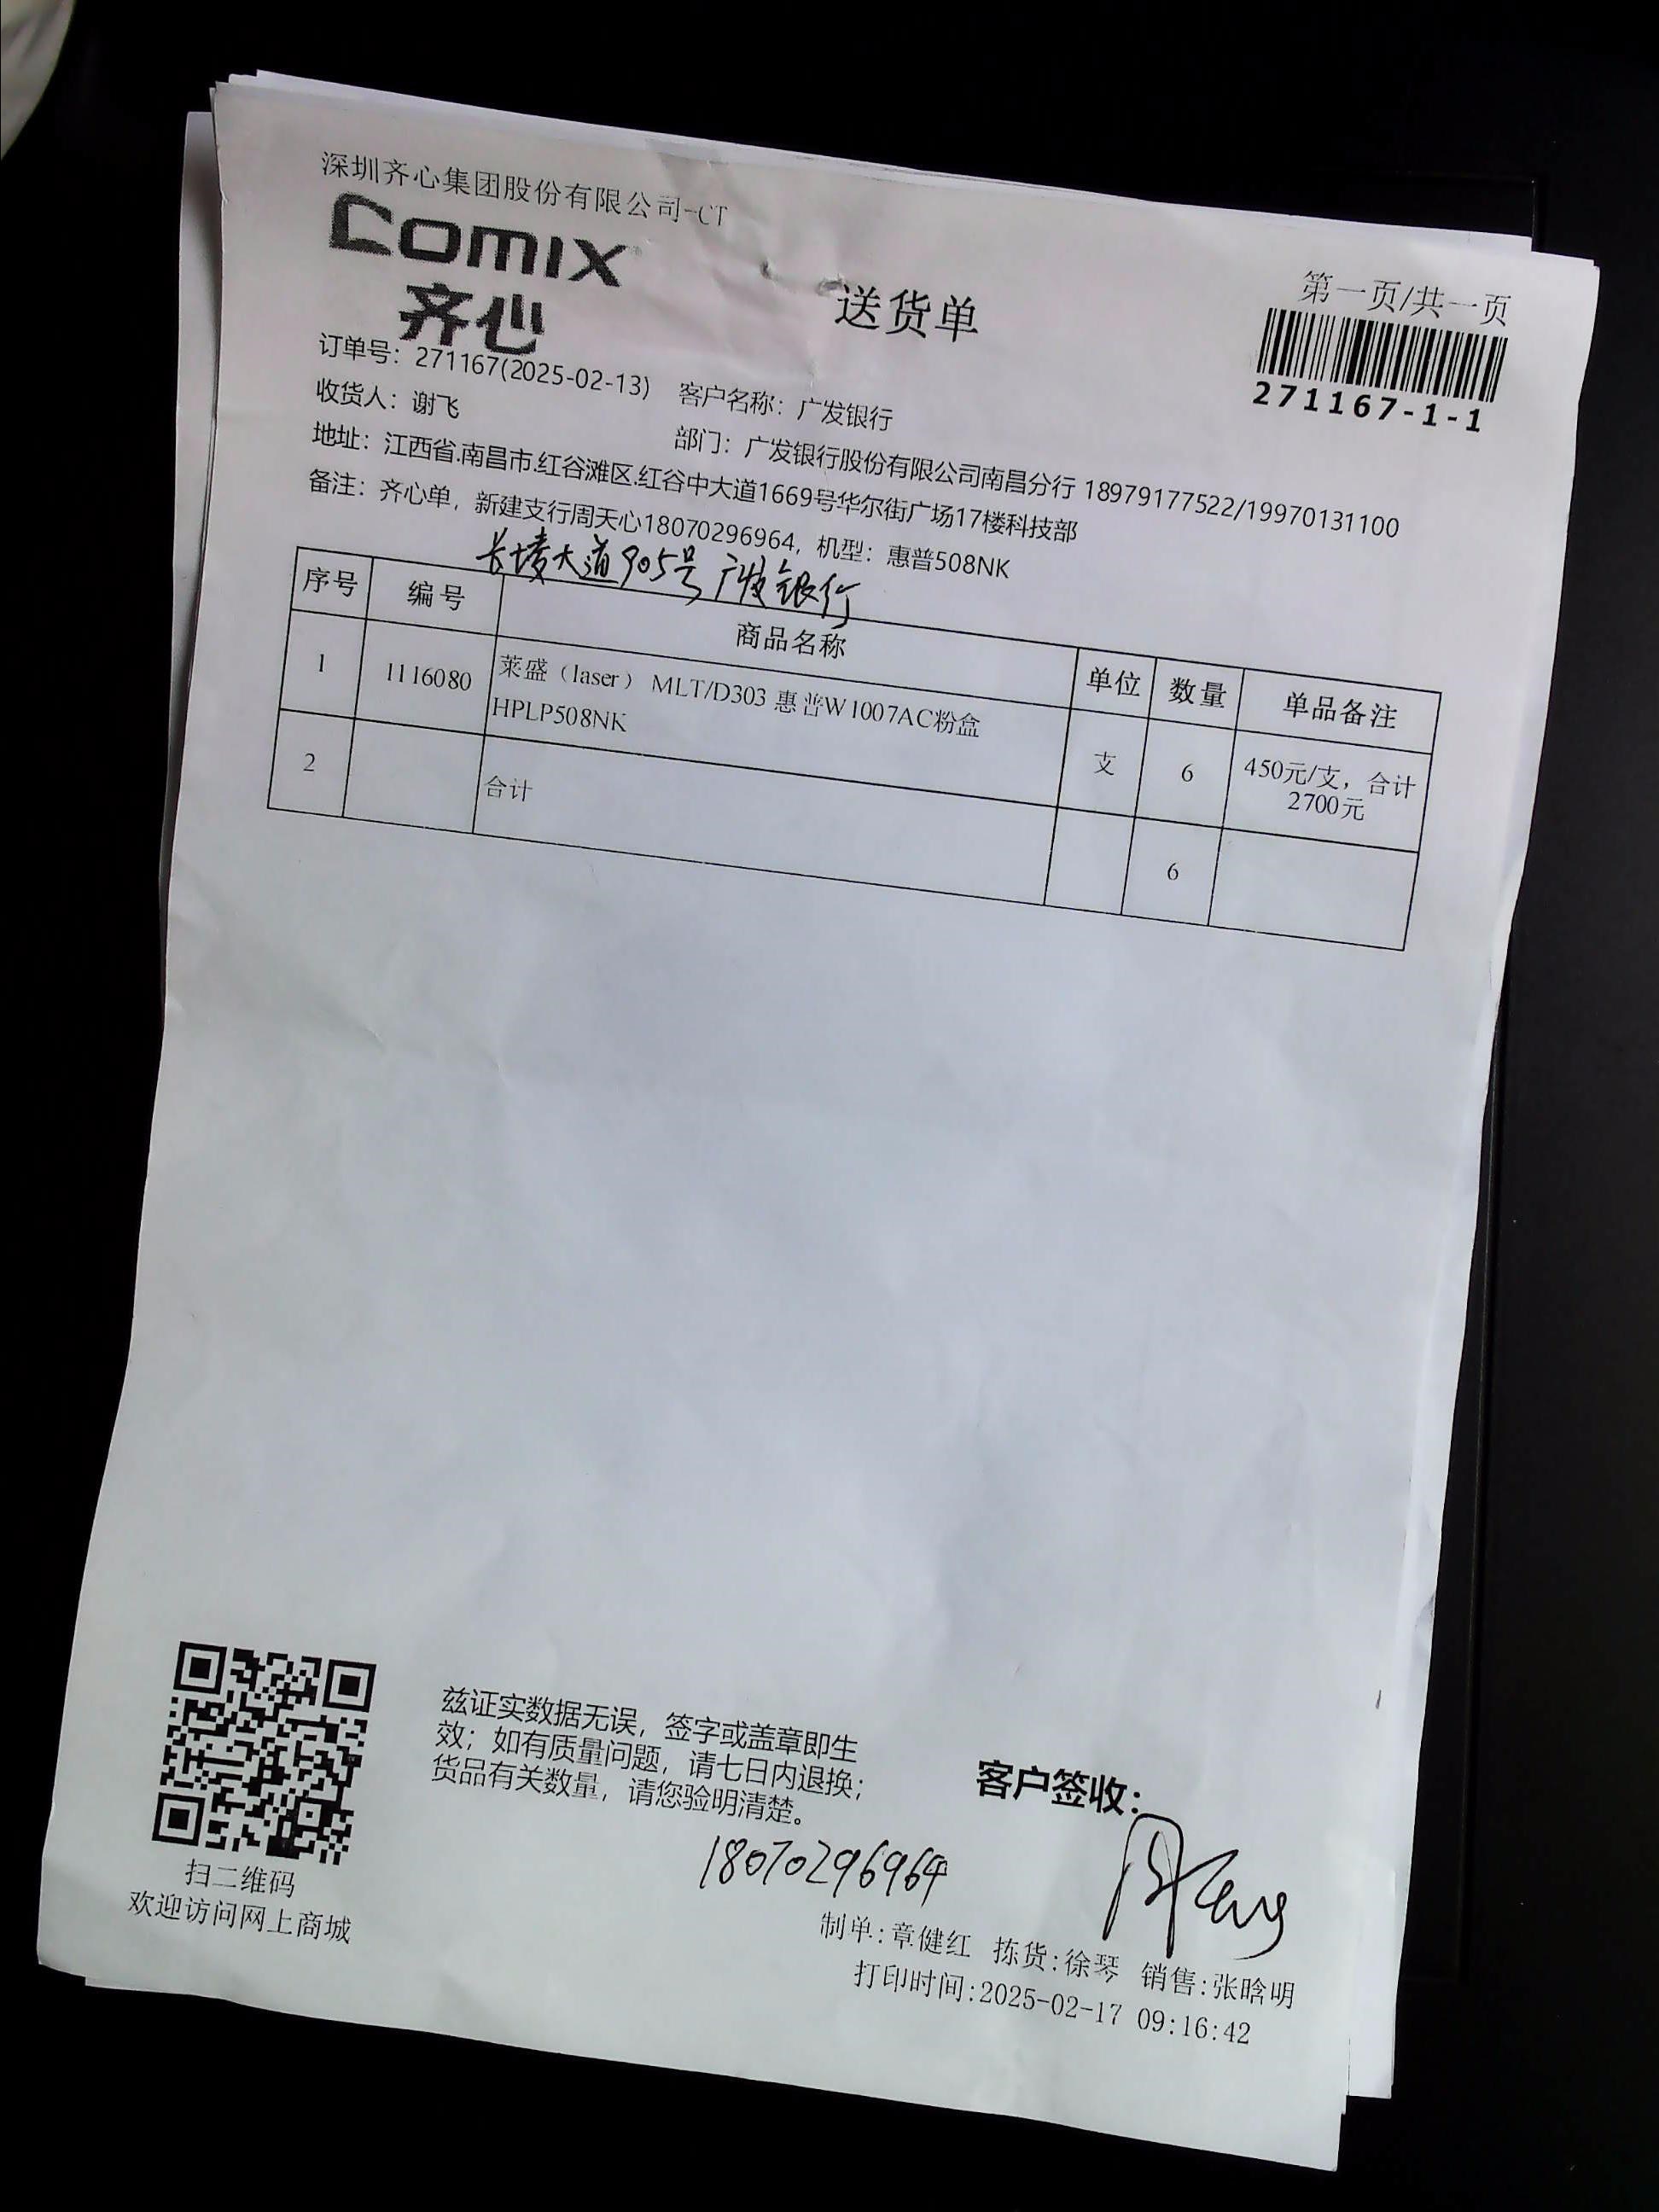 深圳齐心集团股份有限公司-CT
comix
齐心
送货单
第一页/共一页
271167-1-1
订单号：271167(2025-02-13) 客户名称：广发银行
收货人：谢飞 部门：广发银行股份有限公司南昌分行 18979177522/19970131100
地址：江西省.南昌市.红谷滩区.红谷中大道1669号华尔街广场17楼科技部
备注：齐心单，新建支行周天心18070296964，机型：惠普508NK
长堎大道905号广发银行
序号 编号 商品名称 单位 数量 单品备注
1 1116080 莱盛（laser） MLT/D303 惠普W1007AC粉盒 支 6 450元/支，合计
HPLP508NK 2700元
2 合计 6
兹证实数据无误，签字或盖章即生
效；如有质量问题，请七日内退换；
货品有关数量，请您验明清楚。
客户签收：
18070296964
扫二维码
欢迎访问网上商城
制单:章健红 拣货:徐琴 销售:张晗明
打印时间:2025-02-17 09:16:42